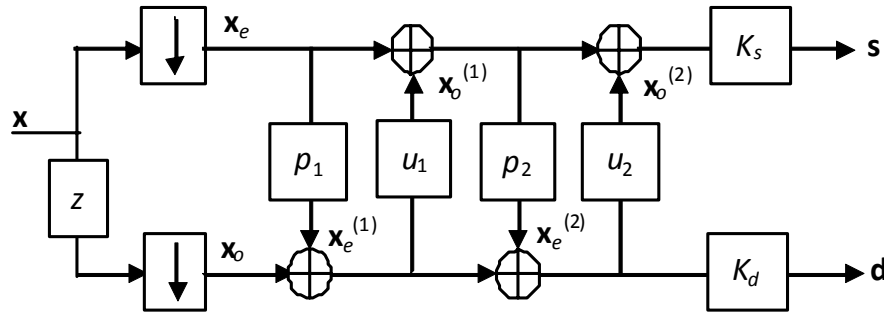 x
x_e
x_o^(1)
x_o^(2)
K_s
s
p_1
u_1
p_2
u_2
z
x_o
x_e^(1)
x_e^(2)
K_d
d